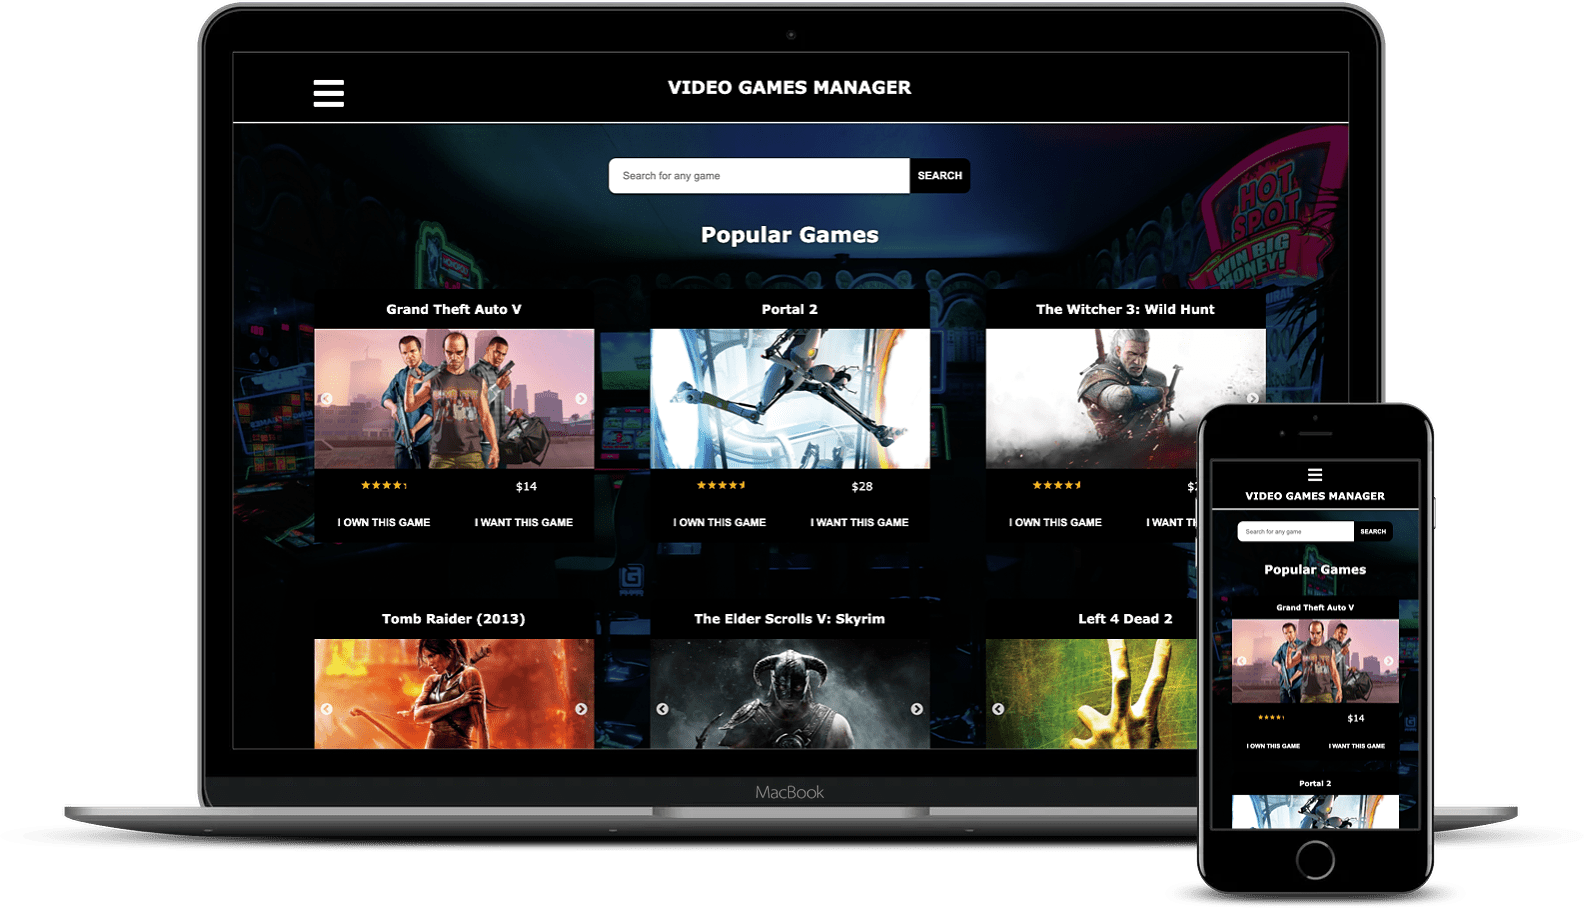 VIDEO GAMES MANAGER
Search for any game
SEARCH
Popular Games
HOT
SPOT
WIN BIG
MONEY!
Grand Theft Auto V
Portal 2
The Witcher 3: Wild Hunt
$14
$28
I OWN THIS GAME
I WANT THIS GAME
I OWN THIS GAME
I WANT THIS GAME
I OWN THIS GAME
I WANT
Tomb Raider (2013)
The Elder Scrolls V: Skyrim
Left 4 Dead 2
MacBook
VIDEO GAMES MANAGER
Search for any game
SEARCH
Popular Games
Grand Theft Auto V
$14
I OWN THIS GAME
I WANT THIS GAME
Portal 2